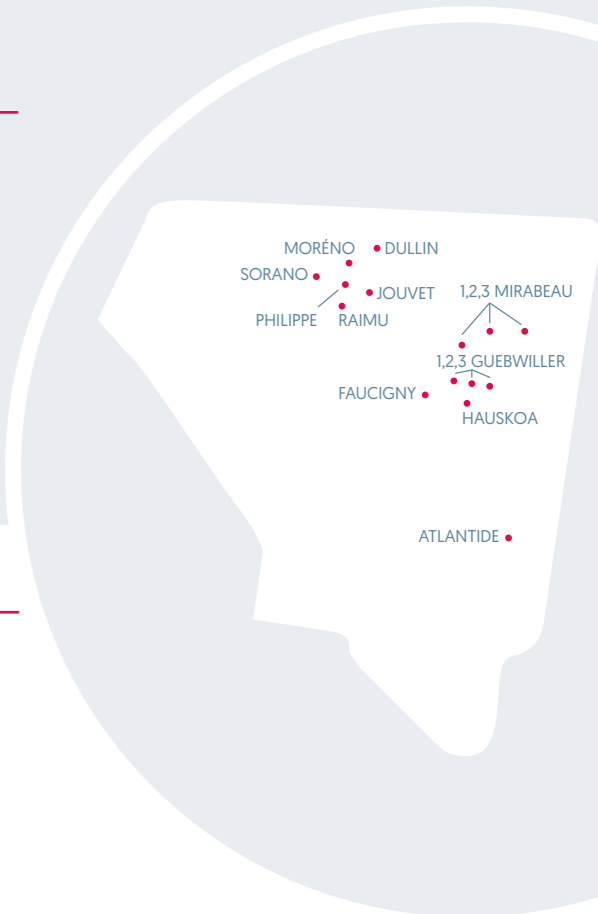 MORÉNO
DULLIN
SORANO
JOUVET
1,2,3 MIRABEAU
PHILIPPE
RAIMU
1,2,3 GUEBWILLER
FAUCIGNY
HAUSKOA
ATLANTIDE